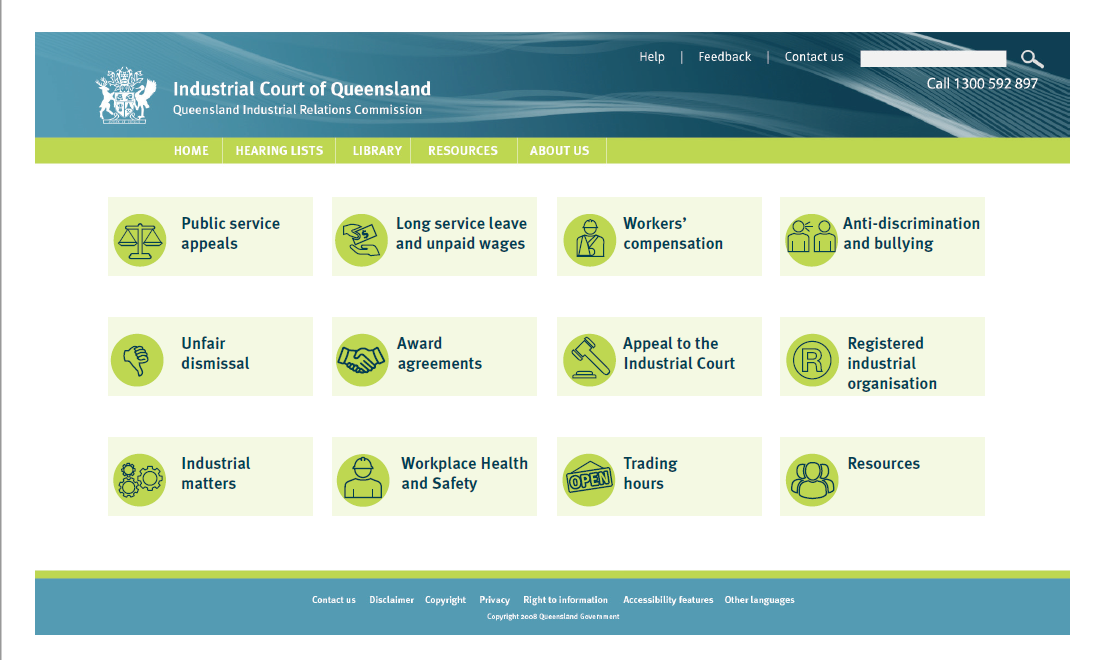 Help | Feedback | Contact us
Call 1300 592 897
Industrial Court of Queensland
Queensland Industrial Relations Commission
HOME HEARING LISTS LIBRARY RESOURCES ABOUT US
Public service
appeals
Long service leave
and unpaid wages
$
Workers'
compensation
Anti-discrimination
and bullying
Unfair
dismissal
Award
agreements
Appeal to the
Industrial Court
R
Registered
industrial
organisation
Industrial
matters
Workplace Health
and Safety
OPEN
Trading
hours
Resources
Contact us Disclaimer Copyright Privacy Right to information Accessibility features Other languages
Copyright 2008 Queensland Government